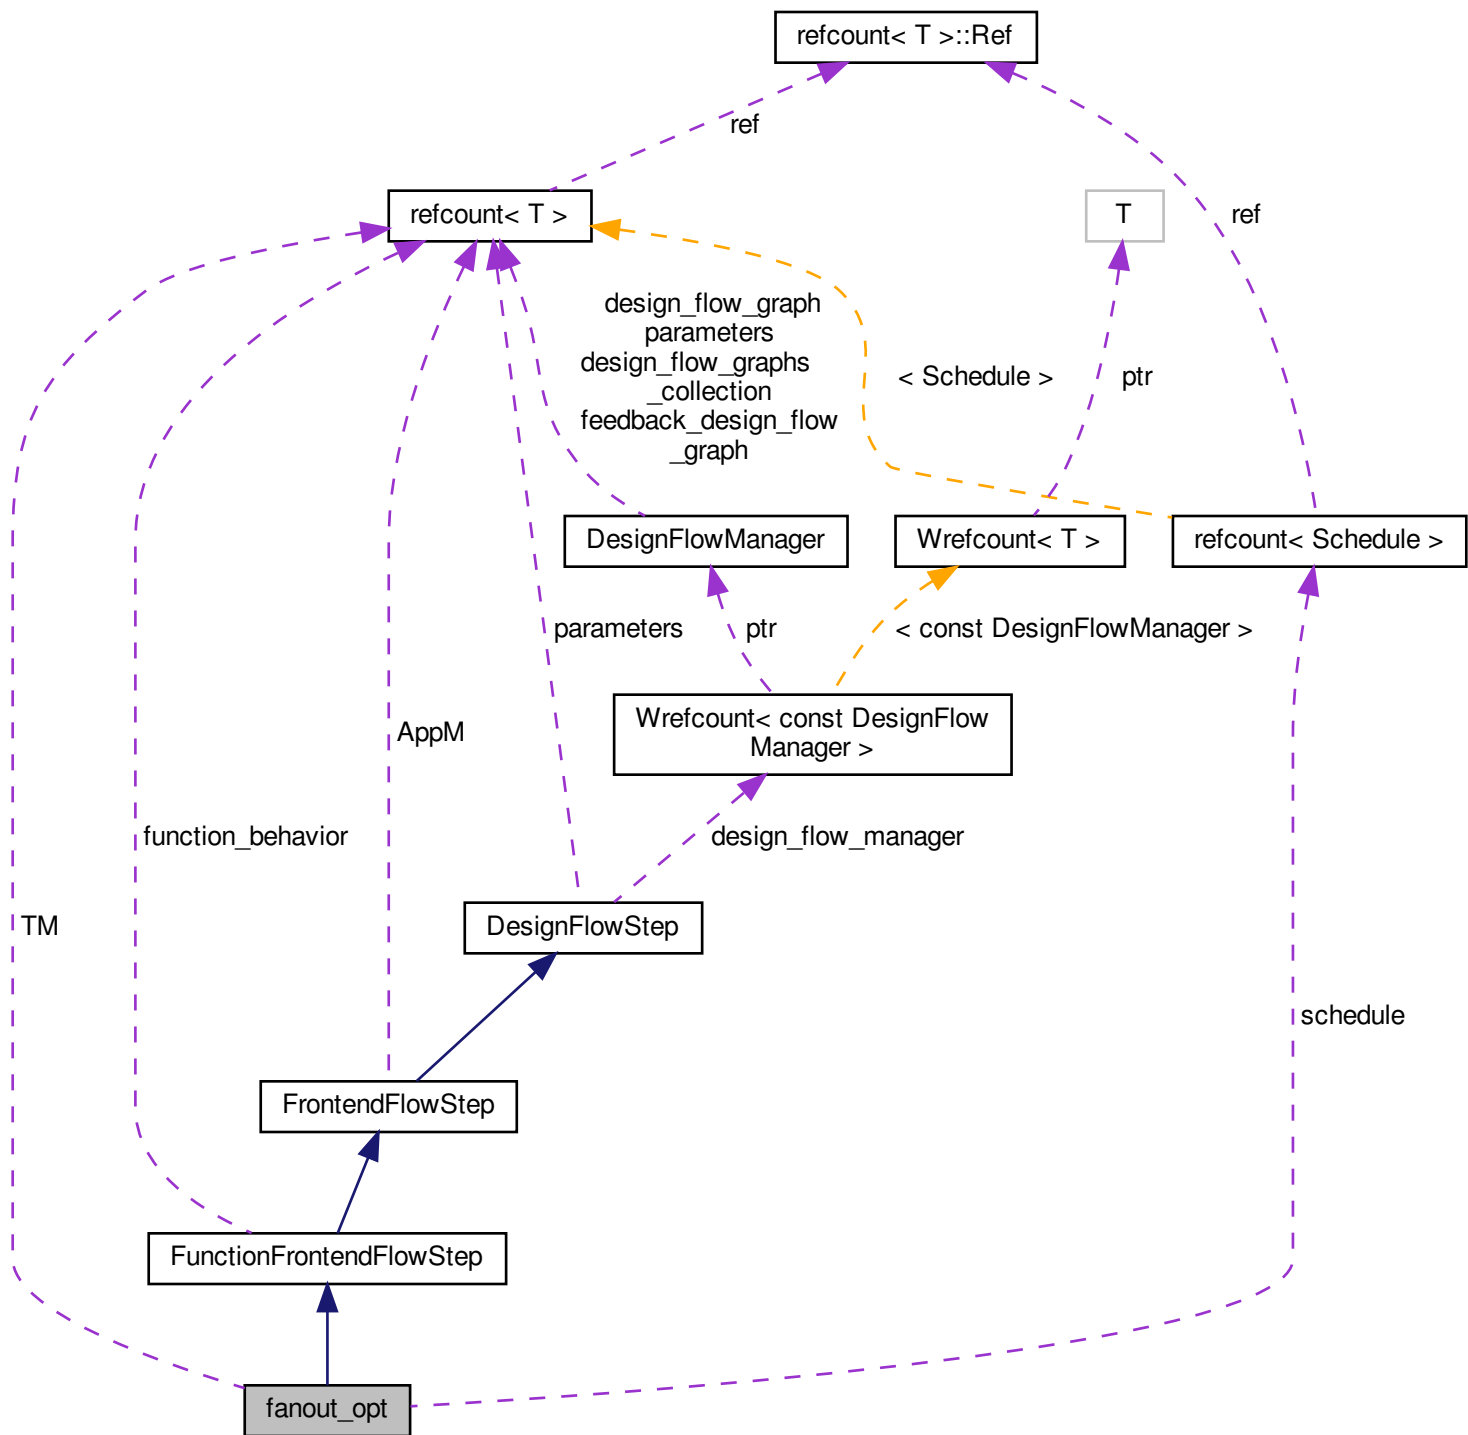 refcount< T >::Ref
ref
refcount< T >
T
ref
design_flow_graph
parameters
design_flow_graphs
_collection
feedback_design_flow
_graph
< Schedule >
ptr
DesignFlowManager
Wrefcount< T >
refcount< Schedule >
parameters
ptr
< const DesignFlowManager >
Wrefcount< const DesignFlow
Manager >
AppM
function_behavior
design_flow_manager
TM
DesignFlowStep
schedule
FrontendFlowStep
FunctionFrontendFlowStep
fanout_opt